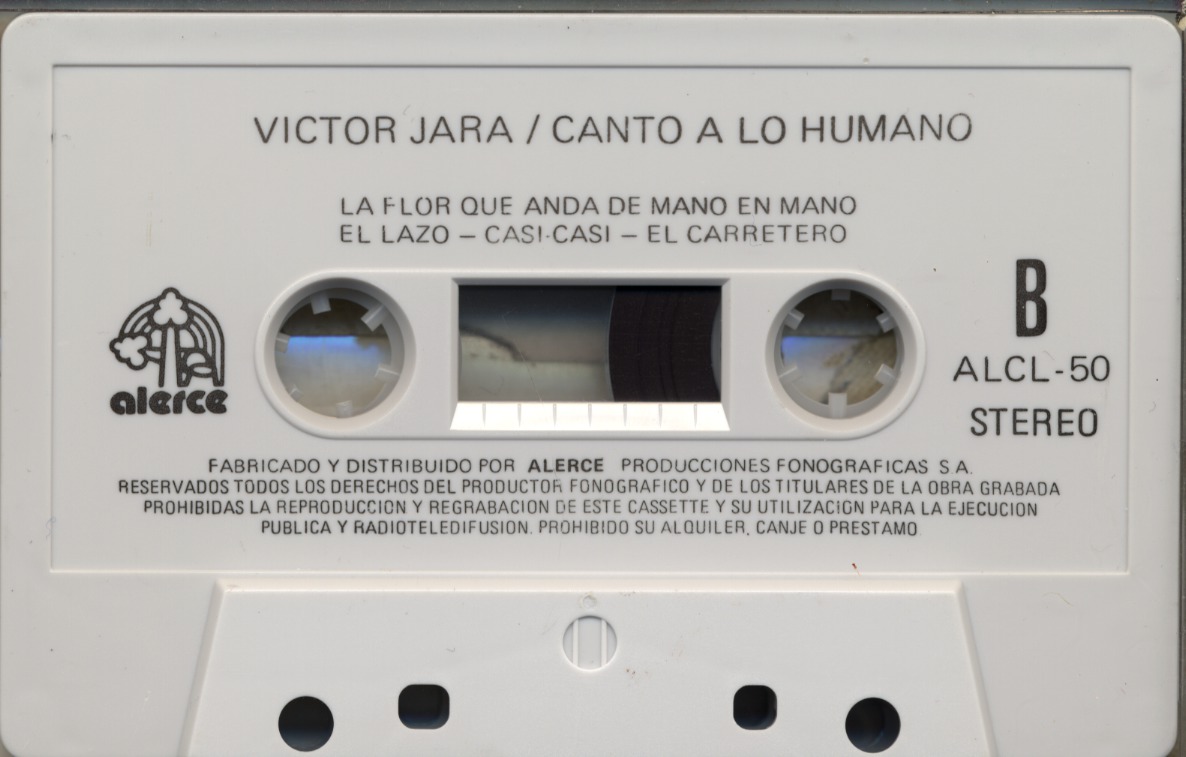 VICTOR JARA / CANTO A LO HUMANO
LA FLOR QUE ANDA DE MANO EN MANO
EL LAZO – CASI-CASI – EL CARRETERO
B
ALCL-50
STEREO
alerce
FABRICADO Y DISTRIBUIDO POR ALERCE PRODUCCIONES FONOGRAFICAS S.A.
RESERVADOS TODOS LOS DERECHOS DEL PRODUCTOR FONOGRAFICO Y DE LOS TITULARES DE LA OBRA GRABADA
PROHIBIDAS LA REPRODUCCION Y REGRABACION DE ESTE CASSETTE Y SU UTILIZACION PARA LA EJECUCION
PUBLICA Y RADIOTELEDIFUSION. PROHIBIDO SU ALQUILER, CANJE O PRESTAMO